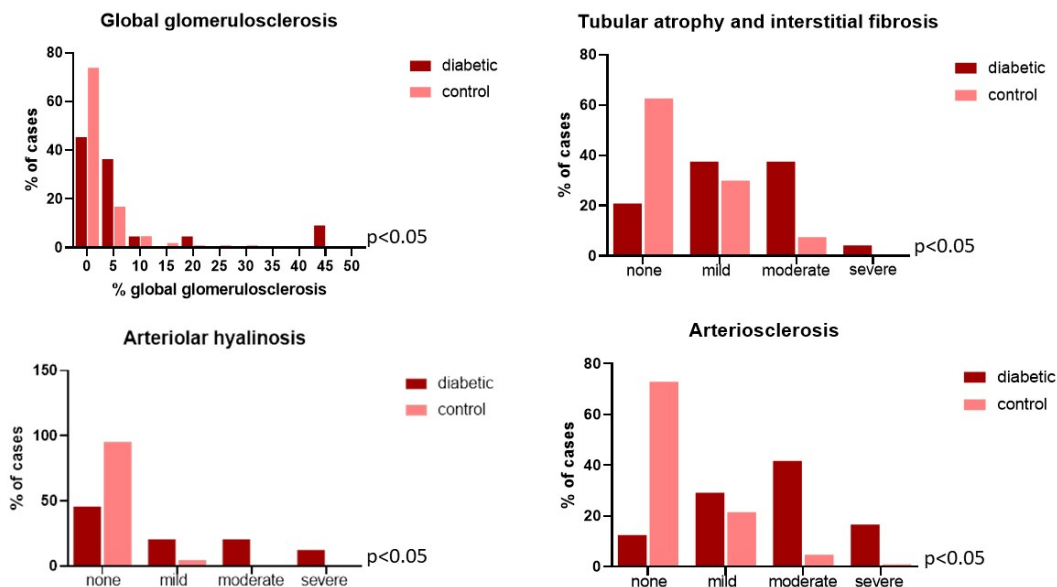 Global glomerulosclerosis
% of cases
80
60
40
20
0
0 5 10 15 20 25 30 35 40 45 50
% global glomerulosclerosis
diabetic
control
p<0.05
Tubular atrophy and interstitial fibrosis
% of cases
80
60
40
20
0
none mild moderate severe
diabetic
control
p<0.05
Arteriolar hyalinosis
% of cases
150
100
50
0
none mild moderate severe
diabetic
control
p<0.05
Arteriosclerosis
% of cases
80
60
40
20
0
none mild moderate severe
diabetic
control
p<0.05